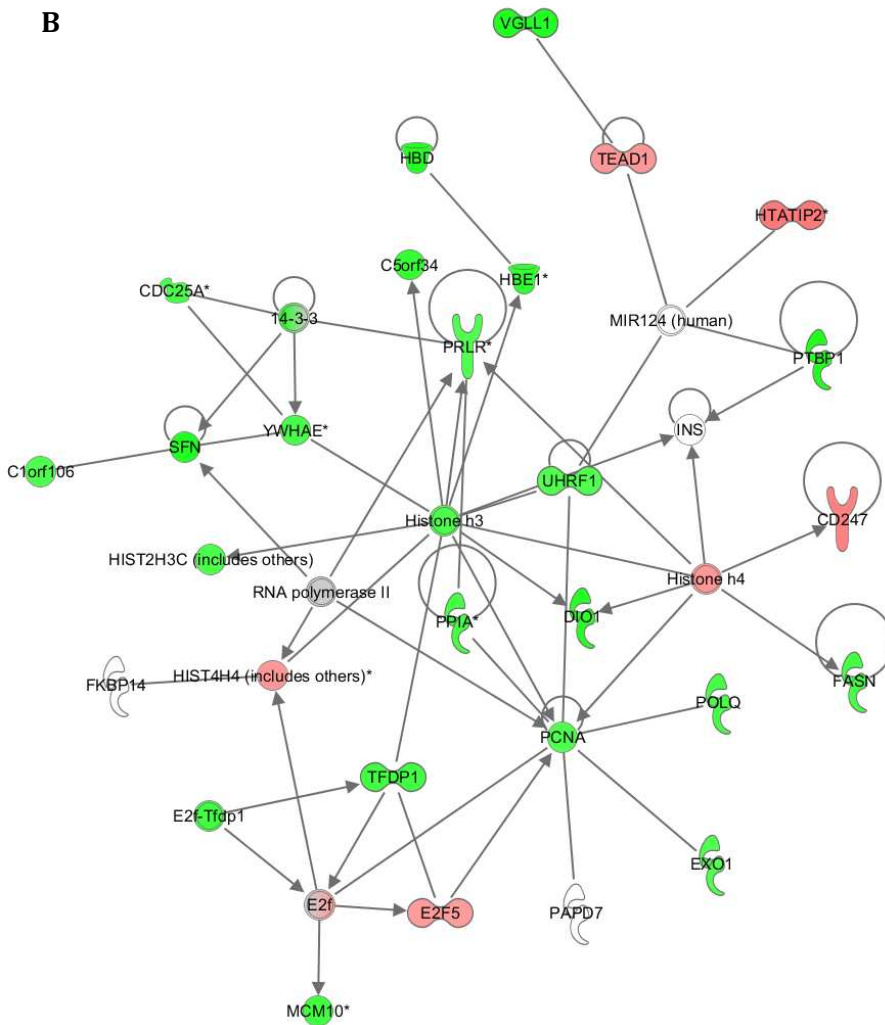 B
VGLL1
HBD
TEAD1
HTATIP2*
C5orf34
HBE1*
CDC25A*
14-3-3
MIR124 (human)
PRLR*
PTBP1
INS
YWHAE*
SFN
C1orf106
UHRF1
CD247
Histone h3
HIST2H3C (includes others)
Histone h4
RNA polymerase II
PPIA*
DIO1
HIST4H4 (includes others)*
FKBP14
FASN
POLQ
PCNA
TFDP1
E2f-Tfdp1
EXO1
E2f
E2F5
PAPD7
MCM10*